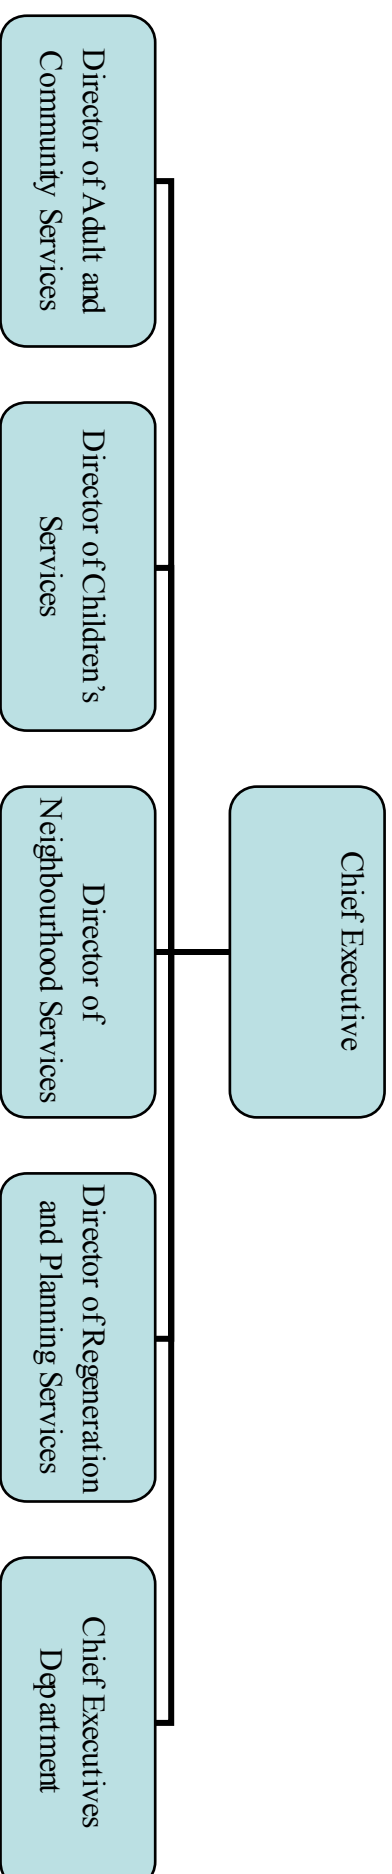 Chief Executive
Director of Adult and
Community Services
Director of Children’s
Services
Director of
Neighbourhood Services
Director of Regeneration
and Planning Services
Chief Executives
Department